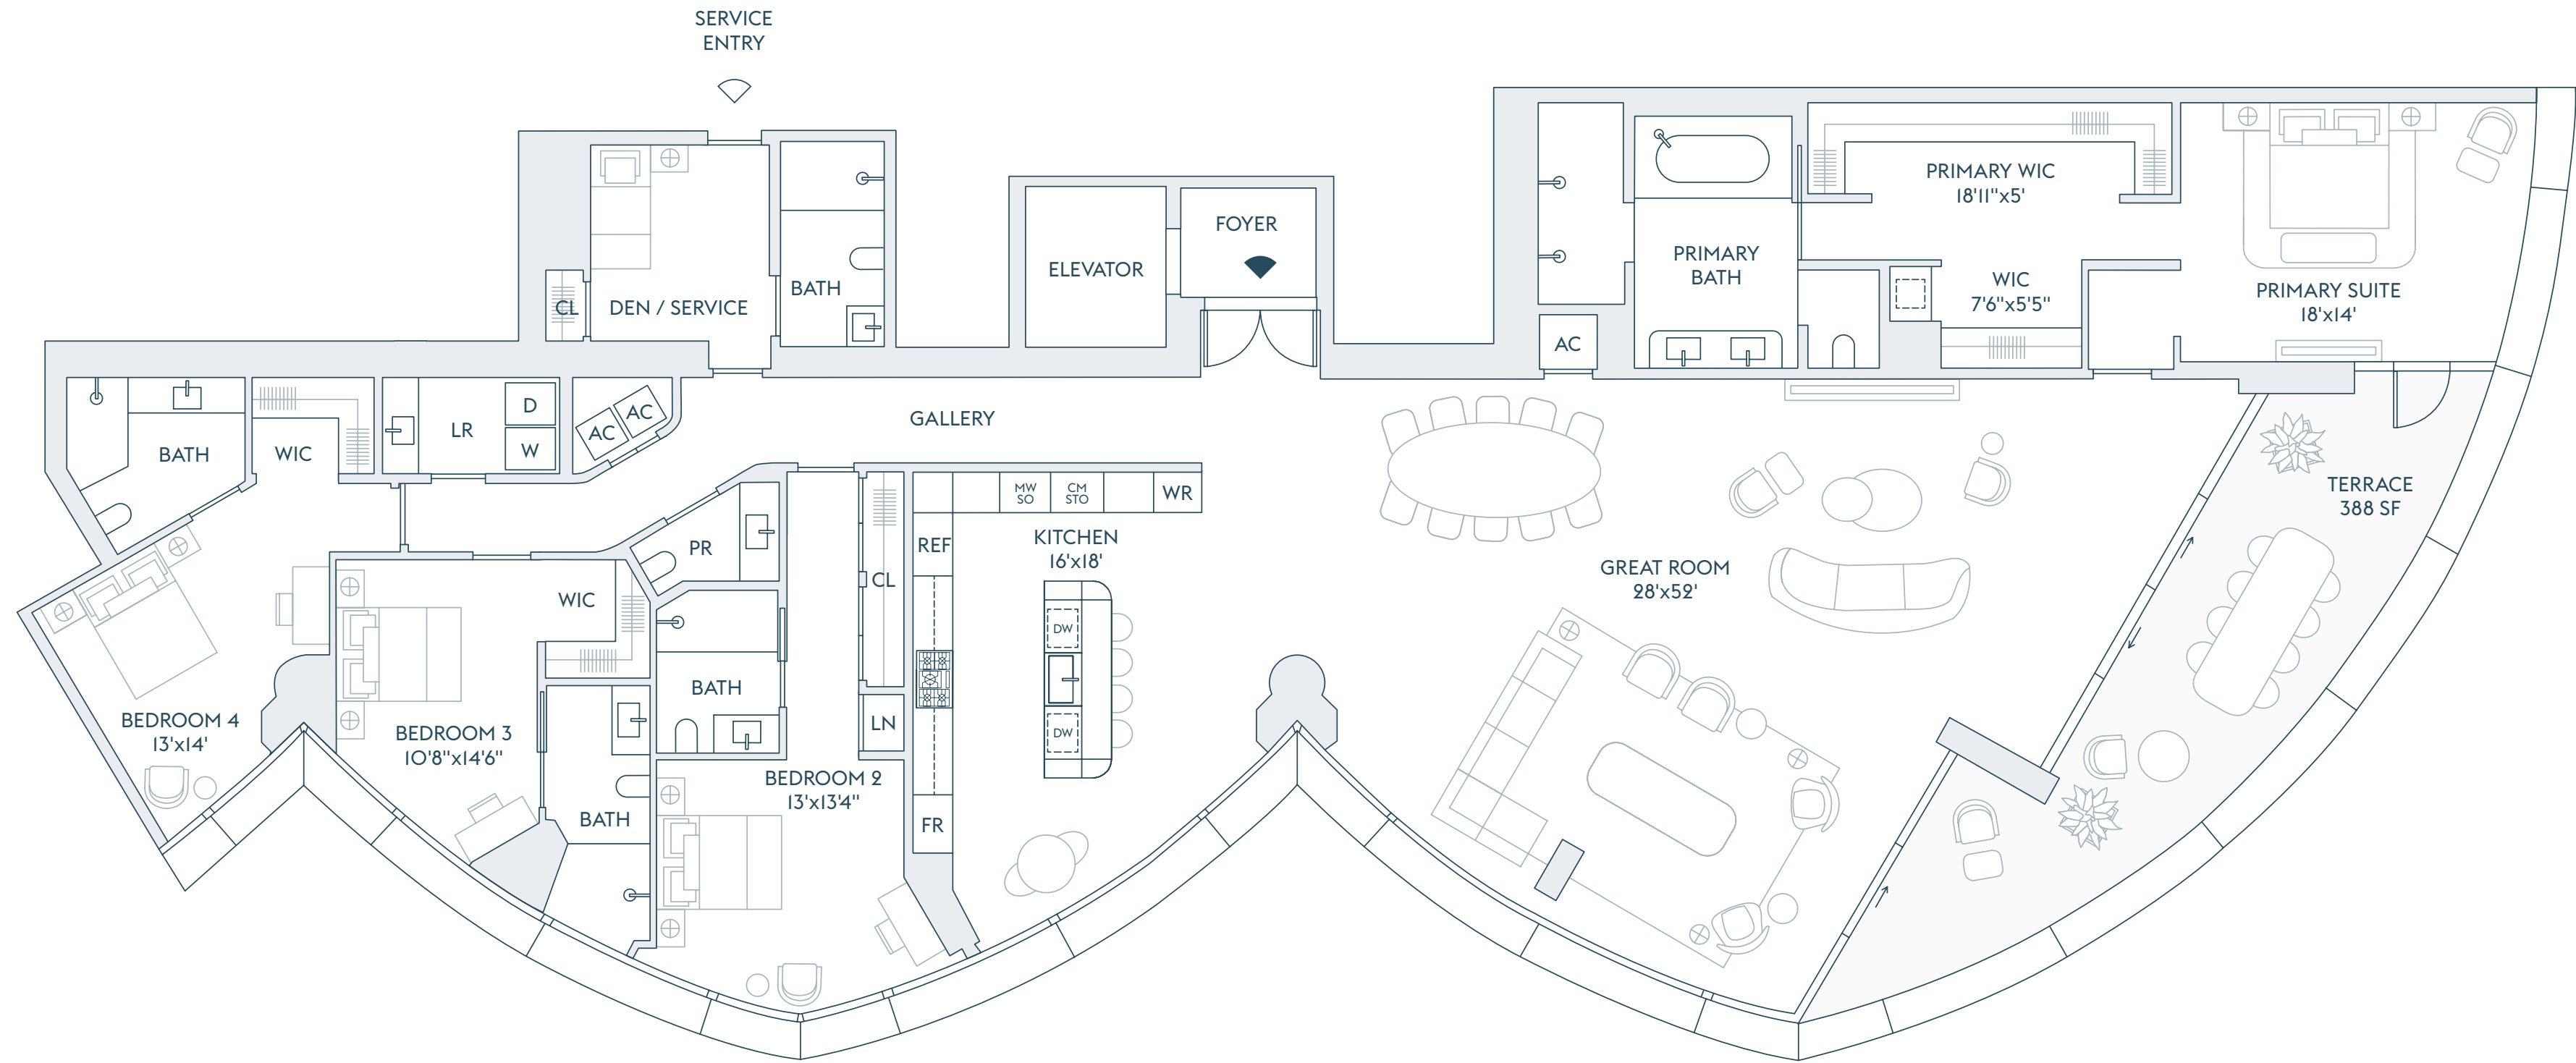 SERVICE
ENTRY
PRIMARY WIC
18'11"x5'
FOYER
ELEVATOR
PRIMARY
BATH
WIC
7'6"x5'5"
PRIMARY SUITE
18'x14'
CL
DEN / SERVICE
BATH
AC
BATH
WIC
LR
D
W
AC
AC
GALLERY
MW
SO
CM
STO
WR
TERRACE
388 SF
PR
REF
KITCHEN
16'x18'
CL
GREAT ROOM
28'x52'
WIC
DW
BATH
BEDROOM 4
13'x14'
BEDROOM 3
10'8"x14'6"
LN
DW
BEDROOM 2
13'x13'4"
BATH
FR